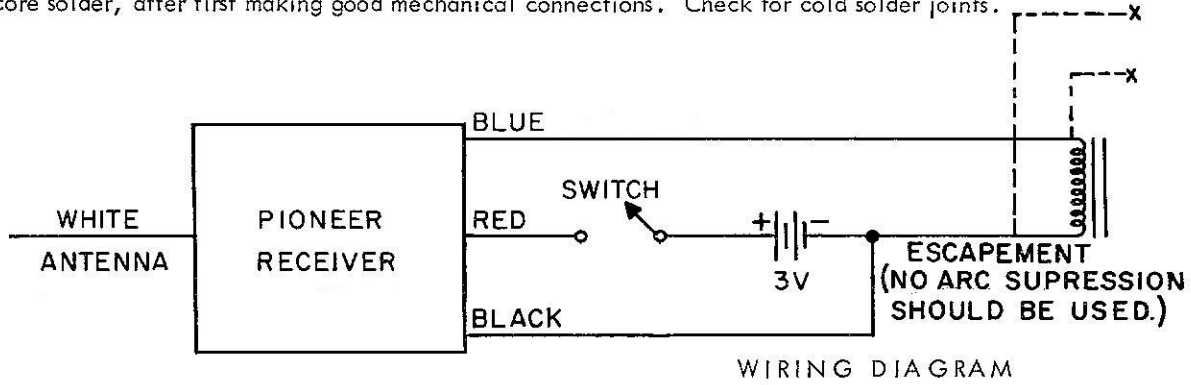 core solder, after first making good mechanical connections. Check for cold solder joints.
X
X
BLUE
SWITCH
WHITE
ANTENNA
PIONEER
RECEIVER
RED
+
-
3V
ESCAPEMENT
(NO ARC SUPRESSION
SHOULD BE USED.)
BLACK
WIRING DIAGRAM